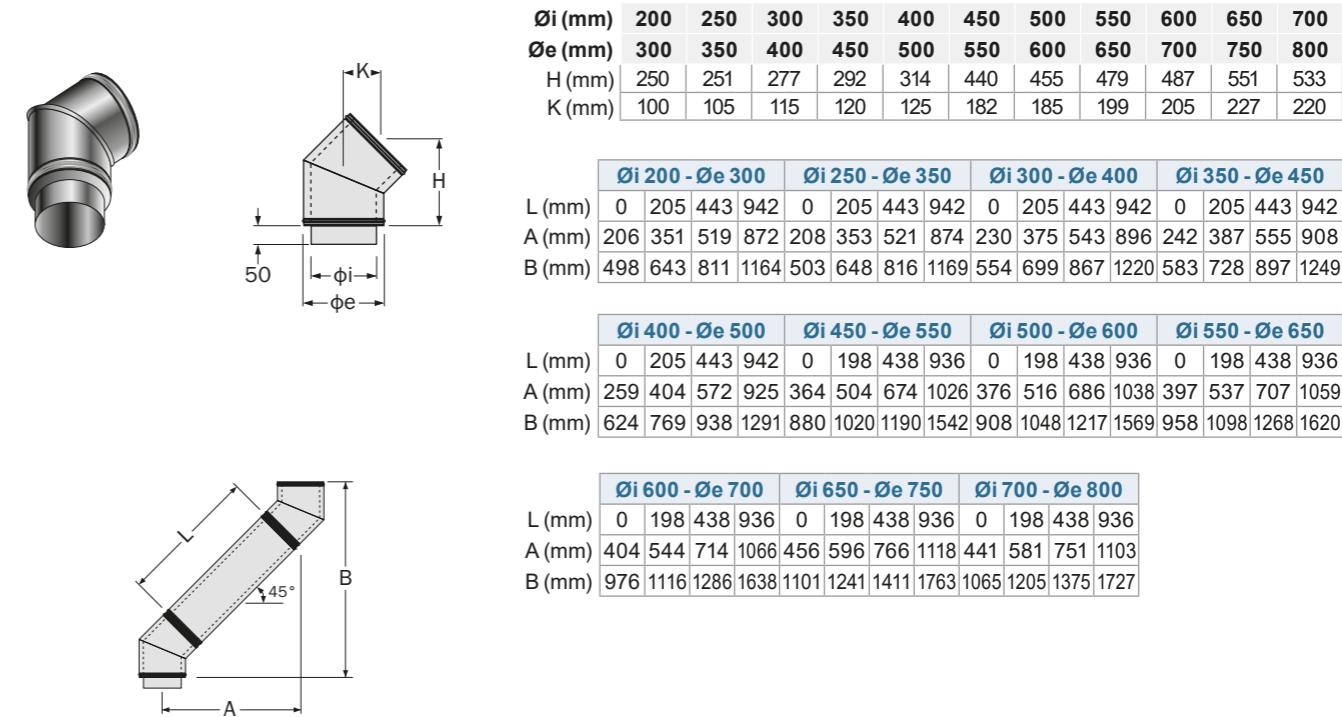 Øi (mm) 200 250 300 350 400 450 500 550 600 650 700
Øe (mm) 300 350 400 450 500 550 600 650 700 750 800
H (mm) 250 251 277 292 314 440 455 479 487 551 533
K (mm) 100 105 115 120 125 182 185 199 205 227 220
K
H
50
ϕi
ϕe
Øi 200 - Øe 300 Øi 250 - Øe 350 Øi 300 - Øe 400 Øi 350 - Øe 450
L (mm) 0 205 443 942 0 205 443 942 0 205 443 942 0 205 443 942
A (mm) 206 351 519 872 208 353 521 874 230 375 543 896 242 387 555 908
B (mm) 498 643 811 1164 503 648 816 1169 554 699 867 1220 583 728 897 1249
Øi 400 - Øe 500 Øi 450 - Øe 550 Øi 500 - Øe 600 Øi 550 - Øe 650
L (mm) 0 205 443 942 0 198 438 936 0 198 438 936 0 198 438 936
A (mm) 259 404 572 925 364 504 674 1026 376 516 686 1038 397 537 707 1059
B (mm) 624 769 938 1291 880 1020 1190 1542 908 1048 1217 1569 958 1098 1268 1620
Øi 600 - Øe 700 Øi 650 - Øe 750 Øi 700 - Øe 800
L (mm) 0 198 438 936 0 198 438 936 0 198 438 936
A (mm) 404 544 714 1066 456 596 766 1118 441 581 751 1103
B (mm) 976 1116 1286 1638 1101 1241 1411 1763 1065 1205 1375 1727
L
B
45°
A